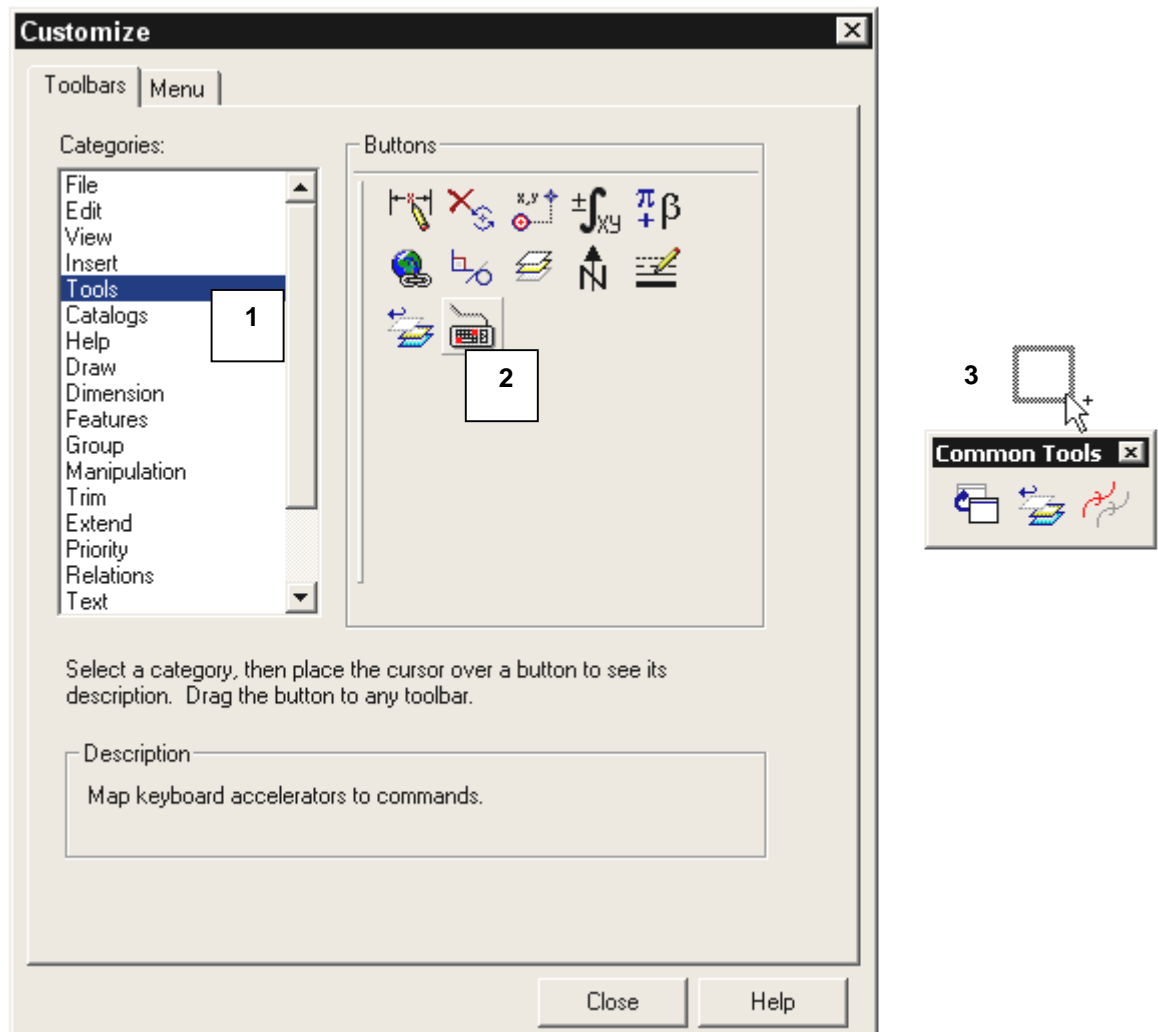 Customize
Toolbars Menu
Categories:
File
Edit
View
Insert
Tools
Catalogs
Help
Draw
Dimension
Features
Group
Manipulation
Trim
Extend
Priority
Relations
Text
1
Buttons
x,y
± ∫xy
π + β
N
2
Select a category, then place the cursor over a button to see its
description. Drag the button to any toolbar.
Description
Map keyboard accelerators to commands.
Close Help
3
Common Tools